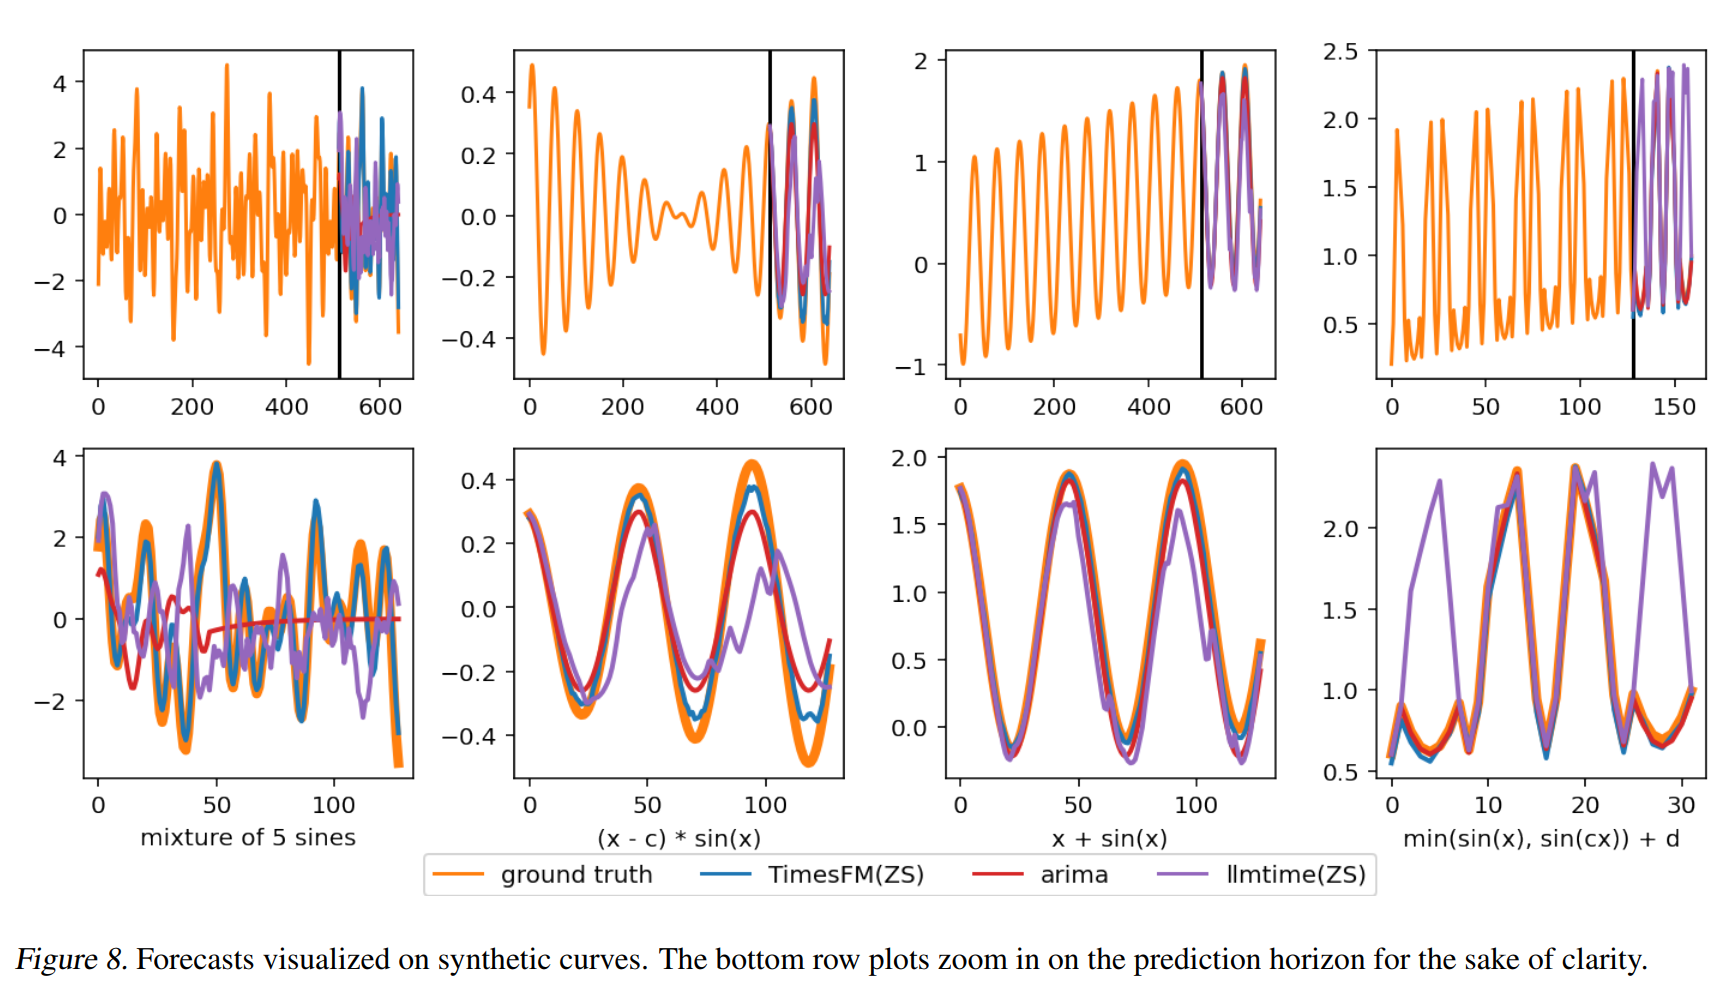 4
2
0
−2
−4
0 200 400 600
0.4
0.2
0.0
−0.2
−0.4
0 200 400 600
2
1
0
−1
0 200 400 600
2.5
2.0
1.5
1.0
0.5
0 50 100 150
4
2
0
−2
0 50 100
mixture of 5 sines
0.4
0.2
0.0
−0.2
−0.4
0 50 100
(x - c) * sin(x)
2.0
1.5
1.0
0.5
0.0
0 50 100
x + sin(x)
2.0
1.5
1.0
0.5
0 10 20 30
min(sin(x), sin(cx)) + d
ground truth TimesFM(ZS) arima llmtime(ZS)
Figure 8. Forecasts visualized on synthetic curves. The bottom row plots zoom in on the prediction horizon for the sake of clarity.